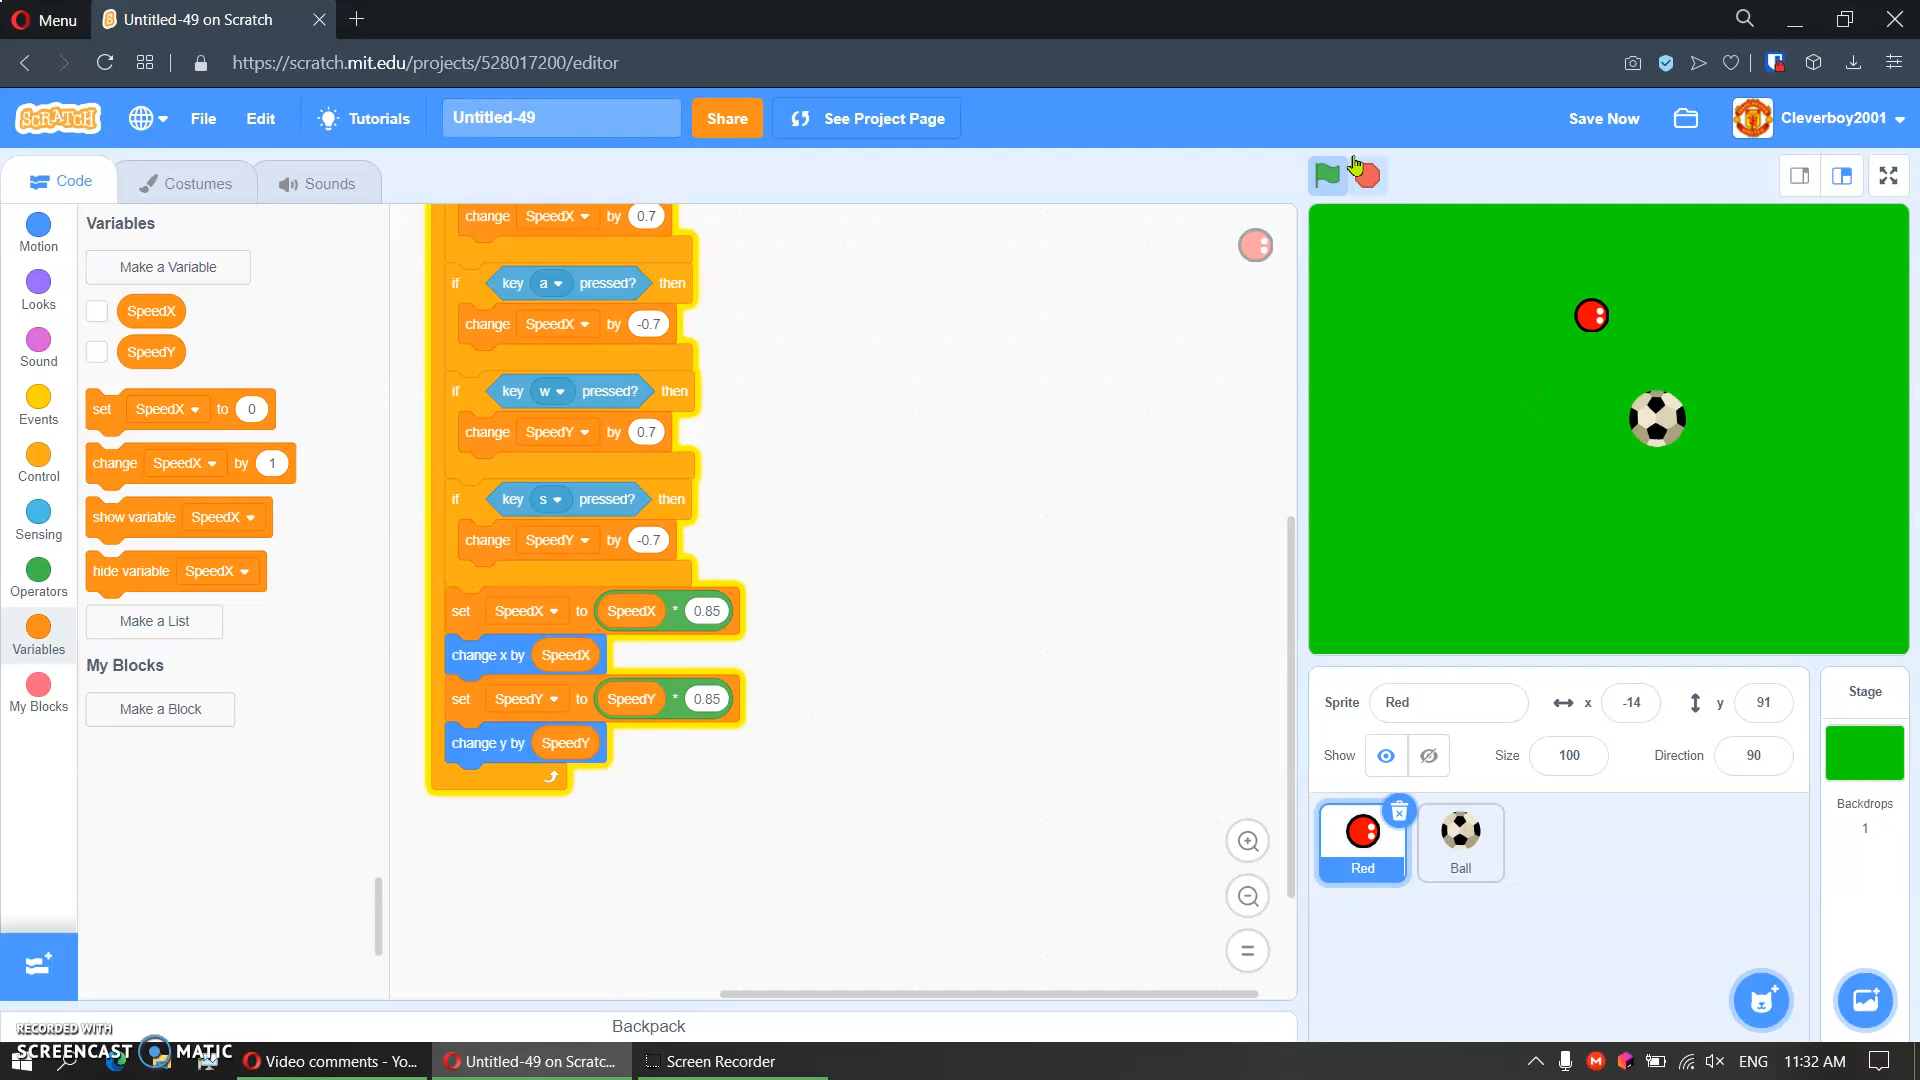 Menu
Untitled-49 on Scratch
https://scratch.mit.edu/projects/528017200/editor
SCRATCH
File
Edit
Tutorials
Untitled-49
Share
See Project Page
Save Now
Cleverboy2001
Code
Costumes
Sounds
Motion
Looks
Sound
Events
Control
Sensing
Operators
Variables
My Blocks
Variables
Make a Variable
SpeedX
SpeedY
set SpeedX to 0
change SpeedX by 1
show variable SpeedX
hide variable SpeedX
Make a List
My Blocks
Make a Block
change SpeedX by 0.7
if key a pressed? then
change SpeedX by -0.7
if key w pressed? then
change SpeedY by 0.7
if key s pressed? then
change SpeedY by -0.7
set SpeedX to SpeedX * 0.85
change x by SpeedX
set SpeedY to SpeedY * 0.85
change y by SpeedY
Sprite Red x -14 y 91
Show Size 100 Direction 90
Red
Ball
Stage
Backdrops
1
Backpack
RECORDED WITH
SCREENCAST MATIC
Video comments - Yo...
Untitled-49 on Scratc...
Screen Recorder
ENG 11:32 AM